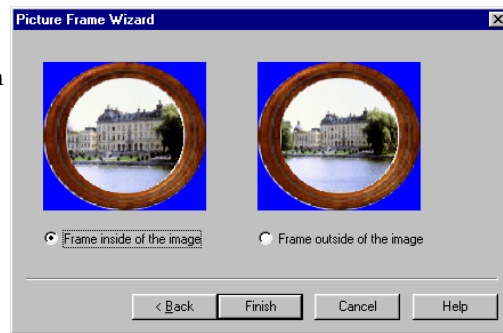 Picture Frame Wizard
Frame inside of the image Frame outside of the image
< Back Finish Cancel Help